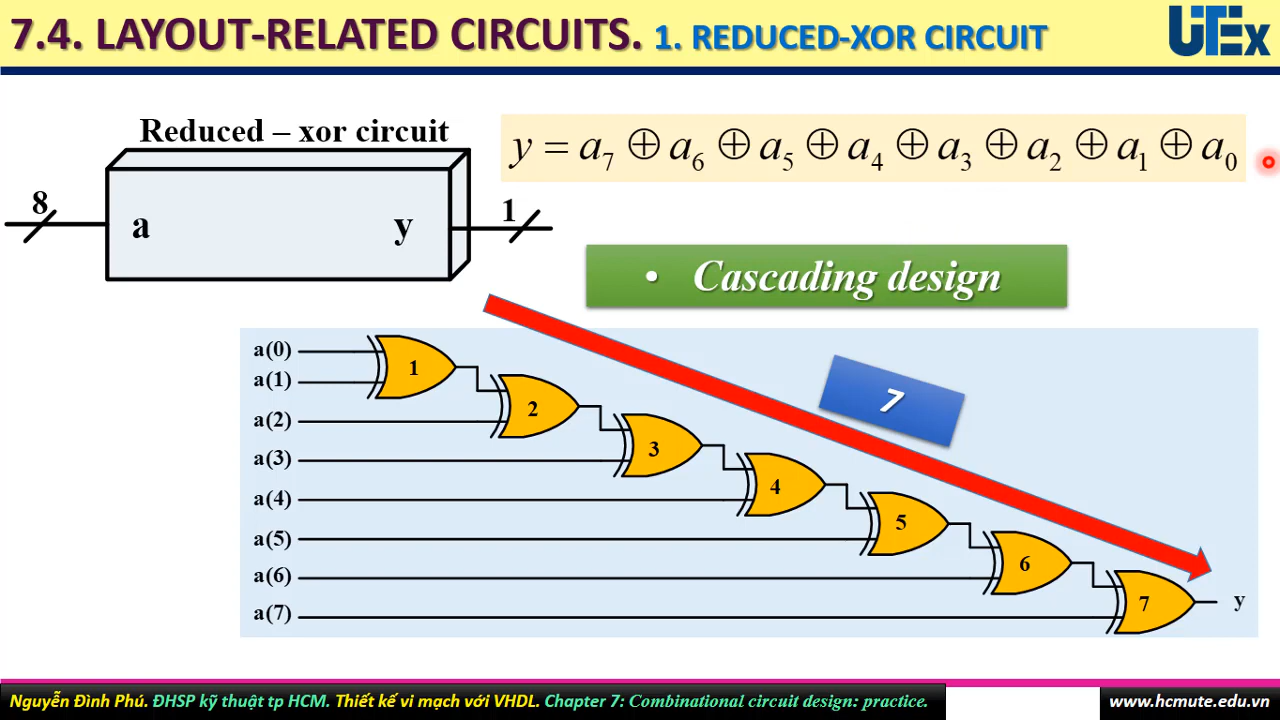 7.4. LAYOUT-RELATED CIRCUITS. 1. REDUCED-XOR CIRCUIT
UTEx
Reduced – xor circuit
y = a₇ ⊕ a₆ ⊕ a₅ ⊕ a₄ ⊕ a₃ ⊕ a₂ ⊕ a₁ ⊕ a₀
8
a
y
1
• Cascading design
7
a(0)
a(1)
a(2)
a(3)
a(4)
a(5)
a(6)
a(7)
1
2
3
4
5
6
7
y
Nguyễn Đình Phú. ĐHSP kỹ thuật tp HCM. Thiết kế vi mạch với VHDL. Chapter 7: Combinational circuit design: practice.
www.hcmute.edu.vn